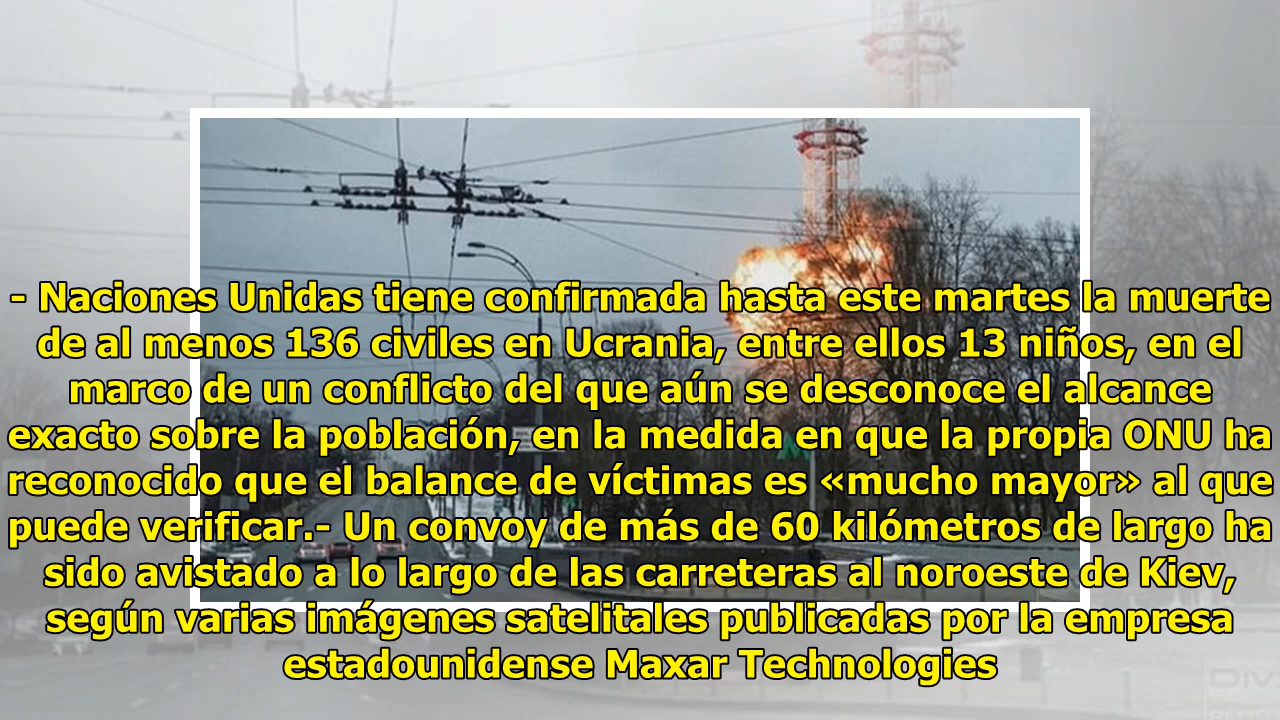 - Naciones Unidas tiene confirmada hasta este martes la muerte
de al menos 136 civiles en Ucrania, entre ellos 13 niños, en el
marco de un conflicto del que aún se desconoce el alcance
exacto sobre la población, en la medida en que la propia ONU ha
reconocido que el balance de víctimas es «mucho mayor» al que
puede verificar.- Un convoy de más de 60 kilómetros de largo ha
sido avistado a lo largo de las carreteras al noroeste de Kiev,
según varias imágenes satelitales publicadas por la empresa
estadounidense Maxar Technologies